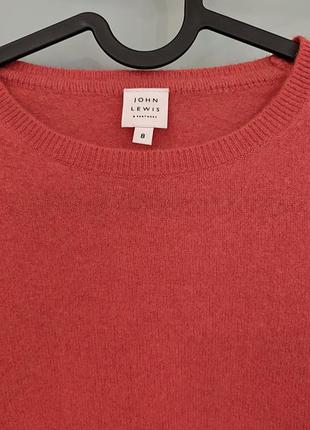 JOHN
LEWIS
& PARTNERS
8